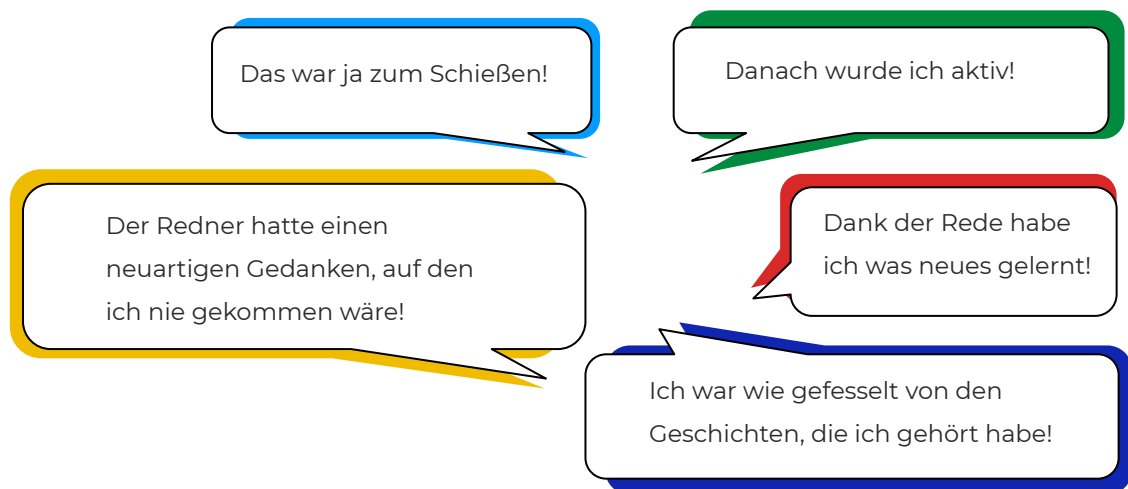 Das war ja zum Schießen!
Danach wurde ich aktiv!
Der Redner hatte einen
neuartigen Gedanken, auf den
ich nie gekommen wäre!
Dank der Rede habe
ich was neues gelernt!
Ich war wie gefesselt von den
Geschichten, die ich gehört habe!